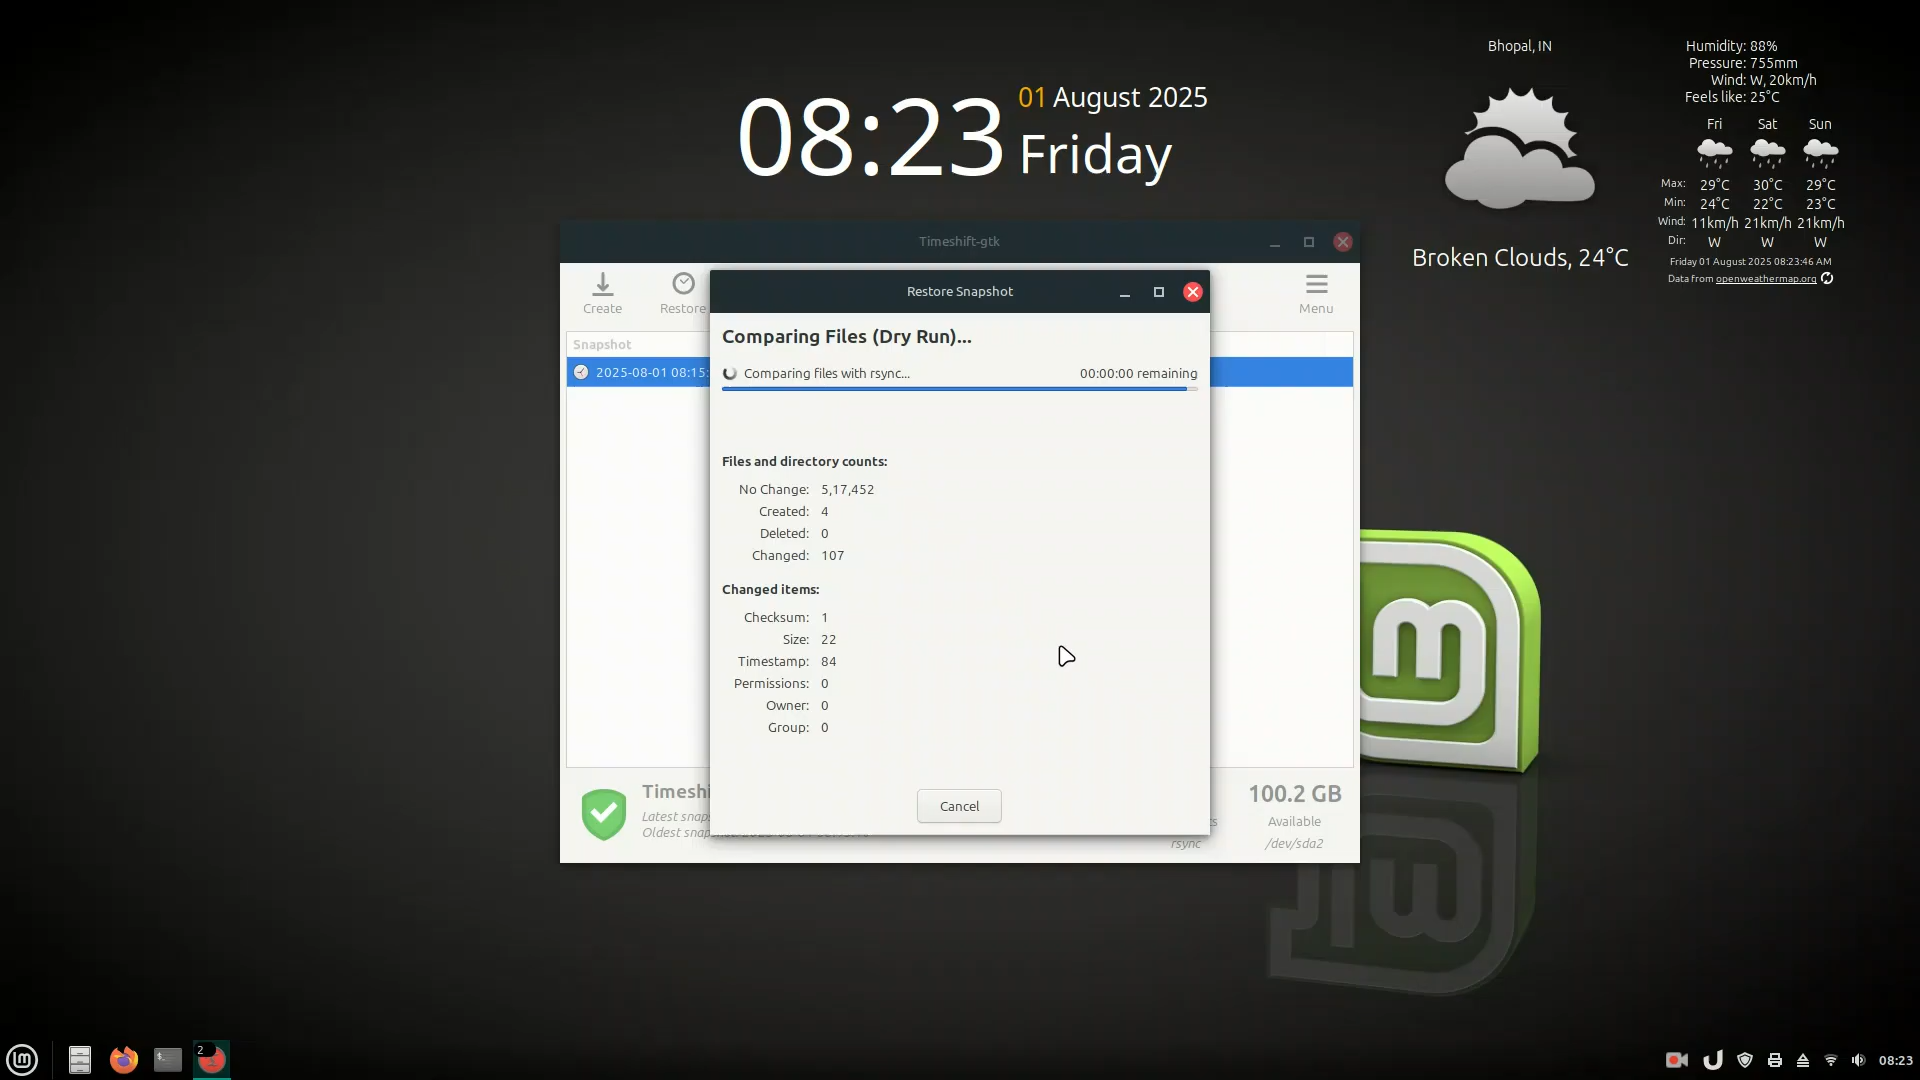 08:23
01 August 2025
Friday
Bhopal, IN
Broken Clouds, 24°C
Humidity: 88%
Pressure: 755mm
Wind: W, 20km/h
Feels like: 25°C
Fri Sat Sun
Max: 29°C 30°C 29°C
Min: 24°C 22°C 23°C
Wind: 11km/h 21km/h 21km/h
Dir: W W W
Friday 01 August 2025 08:23:46 AM
Data from openweathermap.org
Timeshift-gtk
Create
Restore
Menu
Snapshot
2025-08-01 08:15:
Restore Snapshot
Comparing Files (Dry Run)...
Comparing files with rsync... 00:00:00 remaining
Files and directory counts:
No Change: 5,17,452
Created: 4
Deleted: 0
Changed: 107
Changed items:
Checksum: 1
Size: 22
Timestamp: 84
Permissions: 0
Owner: 0
Group: 0
Cancel
Timeshi
Latest snaps
Oldest snap
rsync
100.2 GB
Available
/dev/sda2
2
08:23